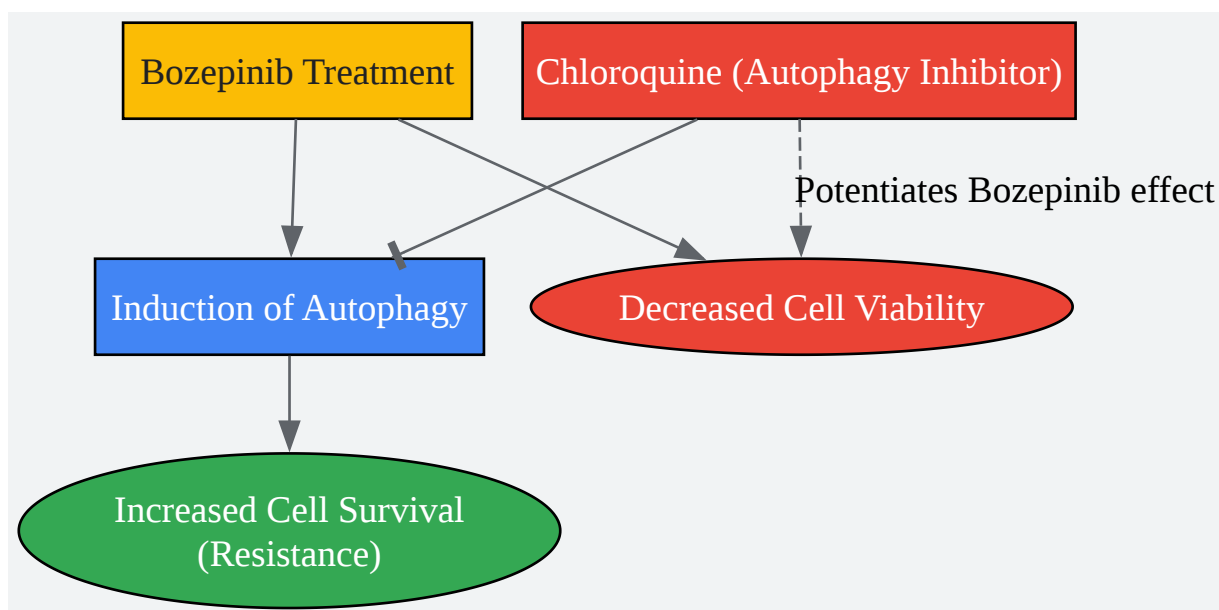 Bozepinib Treatment
Chloroquine (Autophagy Inhibitor)
Potentiates Bozepinib effect
Induction of Autophagy
Decreased Cell Viability
Increased Cell Survival
(Resistance)